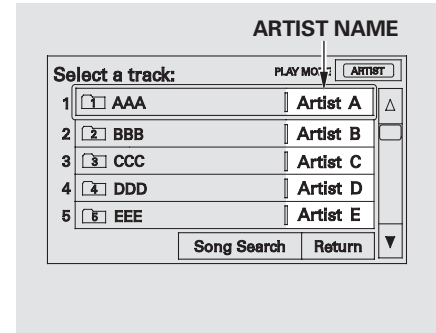 ARTIST NAME
Select a track: PLAY MODE: ARTIST
1 1 AAA Artist A
2 2 BBB Artist B
3 3 CCC Artist C
4 4 DDD Artist D
5 5 EEE Artist E
Song Search Return